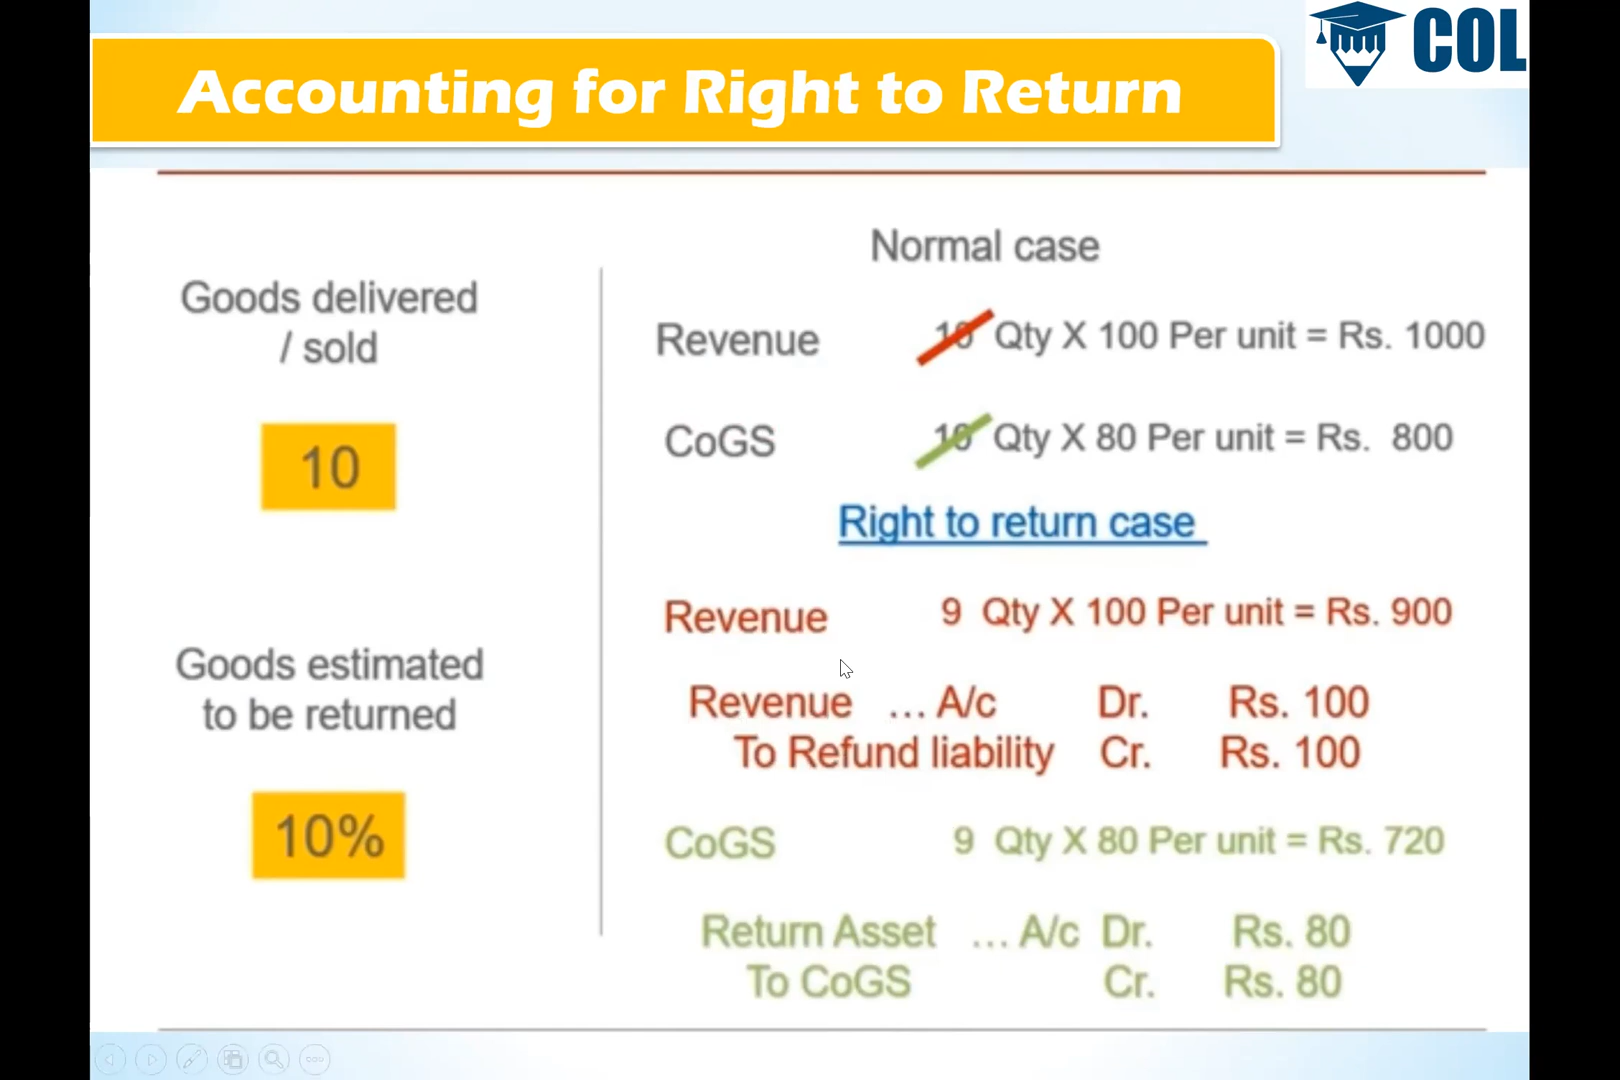 COL
Accounting for Right to Return
Goods delivered
/ sold
10
Goods estimated
to be returned
10%
Normal case
Revenue 10 Qty X 100 Per unit = Rs. 1000
CoGS 10 Qty X 80 Per unit = Rs. 800
Right to return case
Revenue 9 Qty X 100 Per unit = Rs. 900
Revenue ... A/c Dr. Rs. 100
To Refund liability Cr. Rs. 100
CoGS 9 Qty X 80 Per unit = Rs. 720
Return Asset ... A/c Dr. Rs. 80
To CoGS Cr. Rs. 80